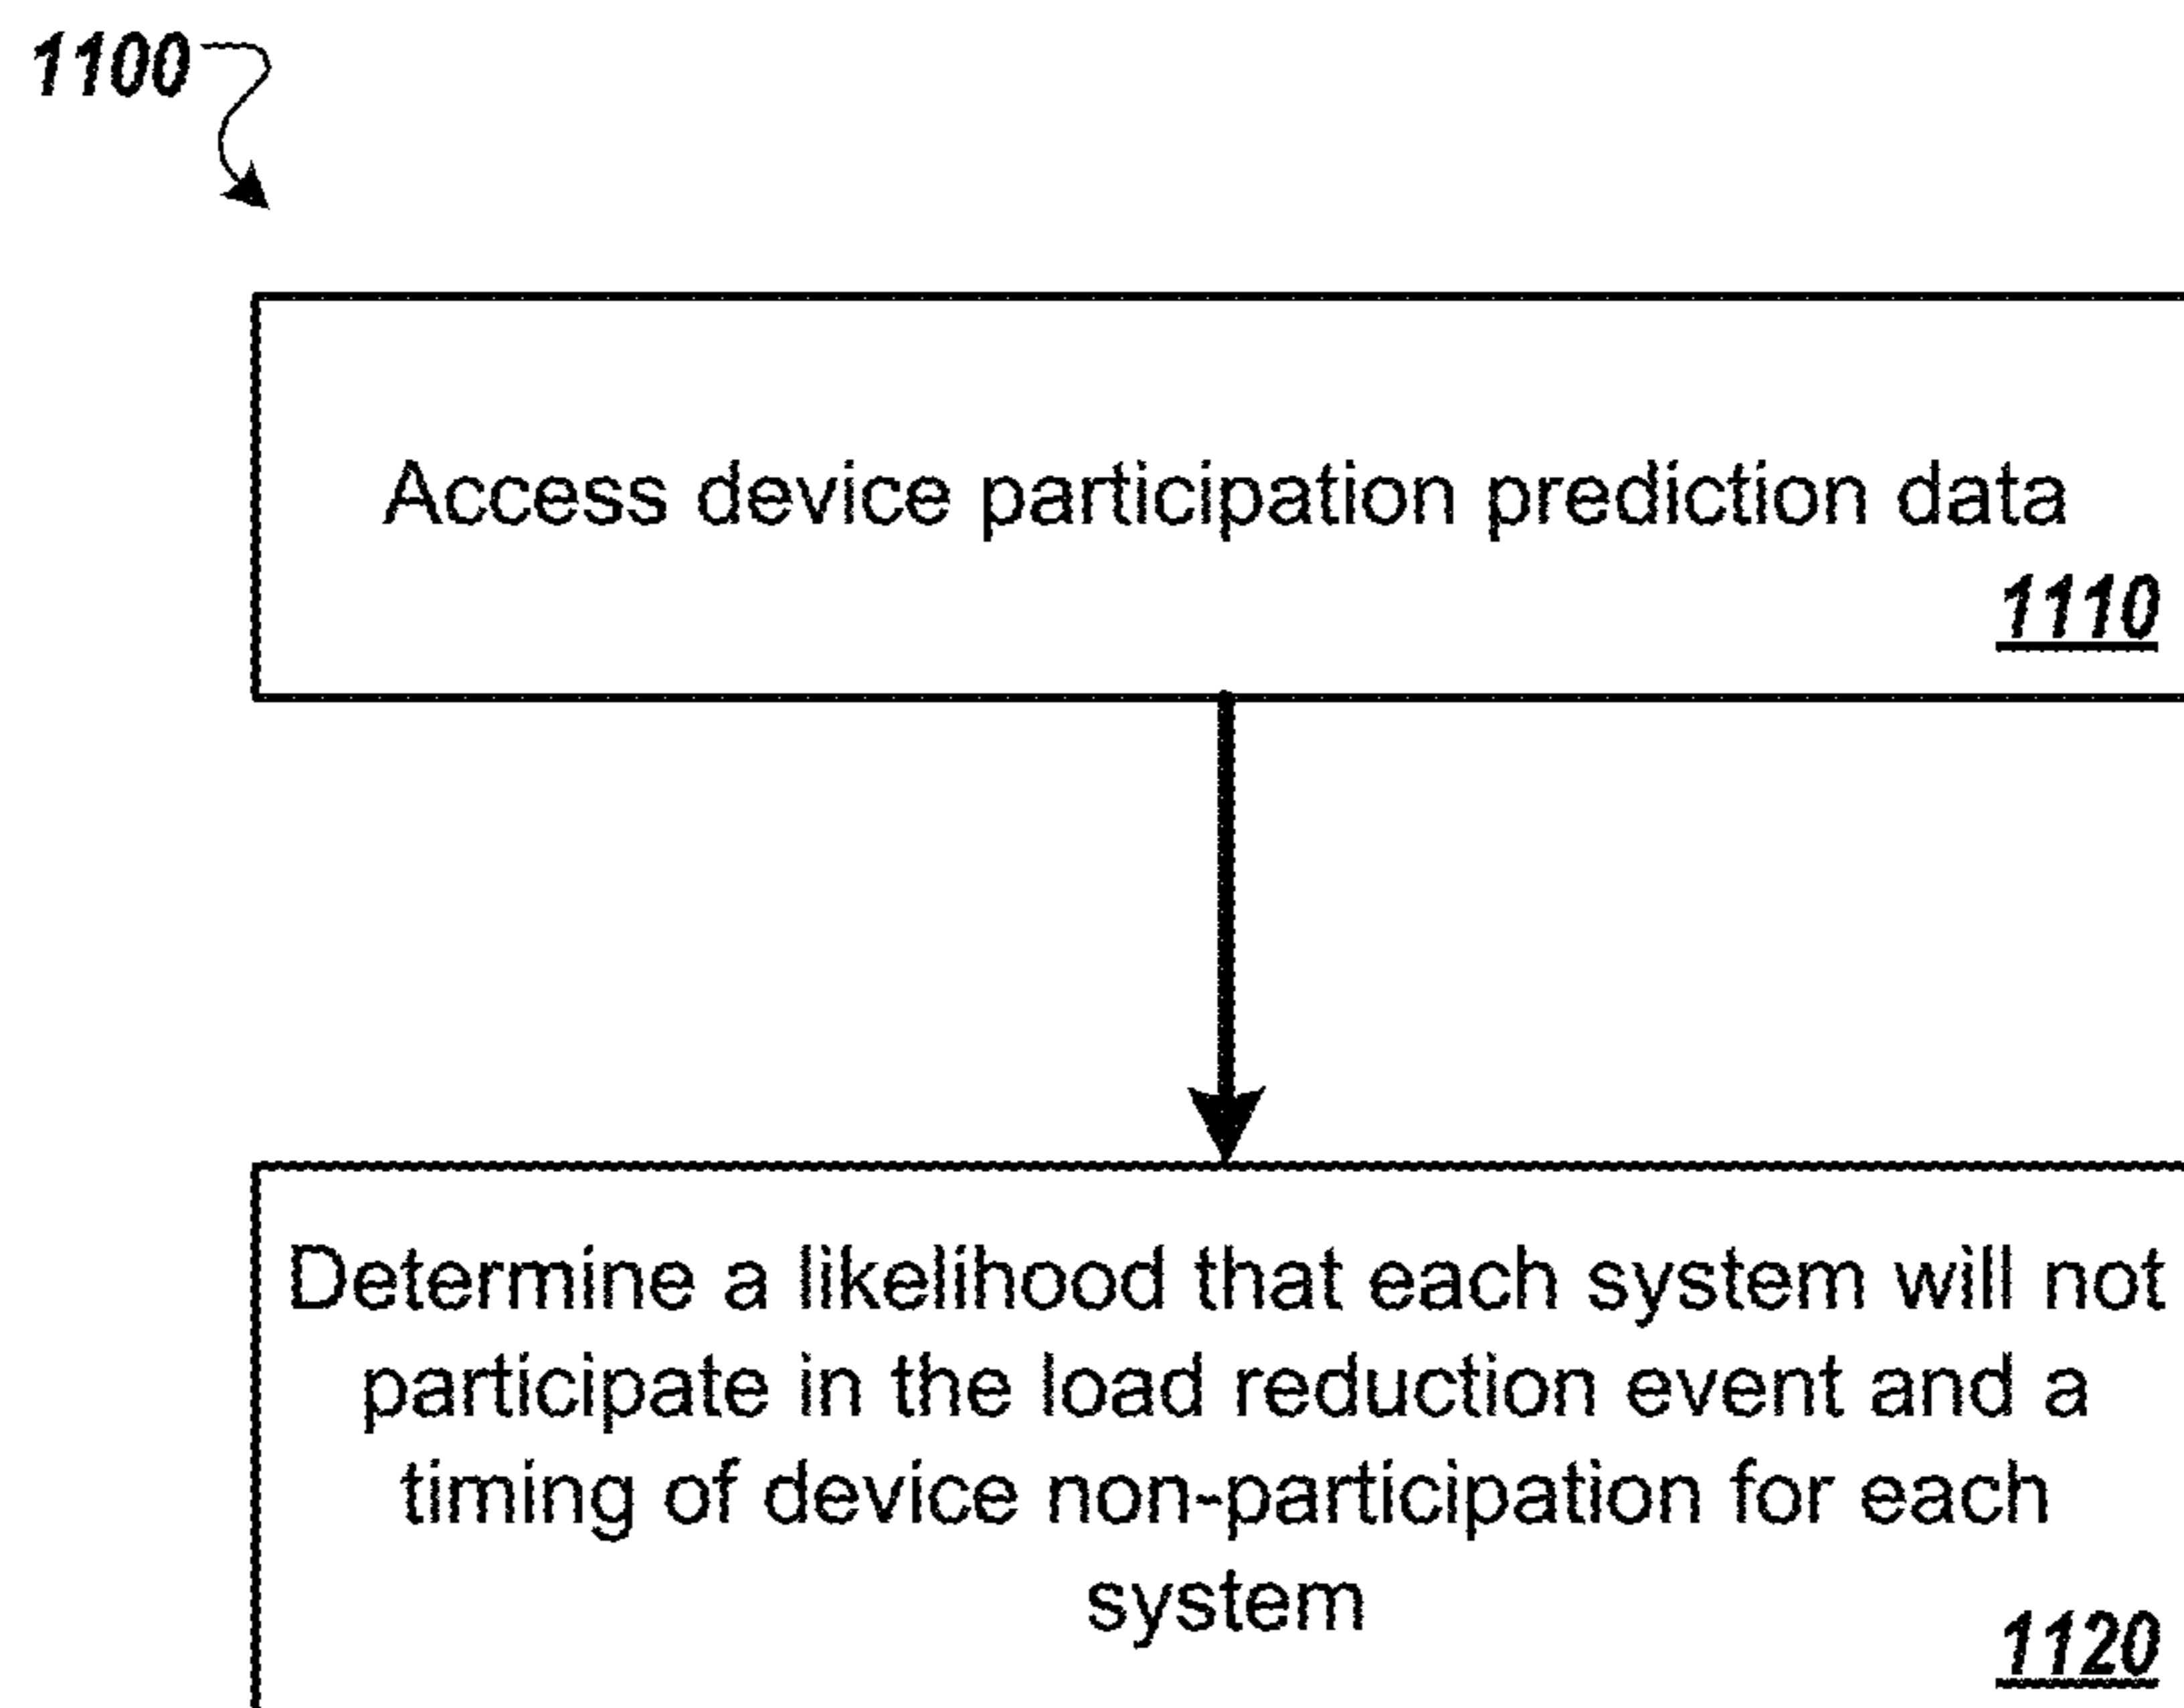 1100
Access device participation prediction data
1110
Determine a likelihood that each system will not
participate in the load reduction event and a
timing of device non-participation for each
system
1120